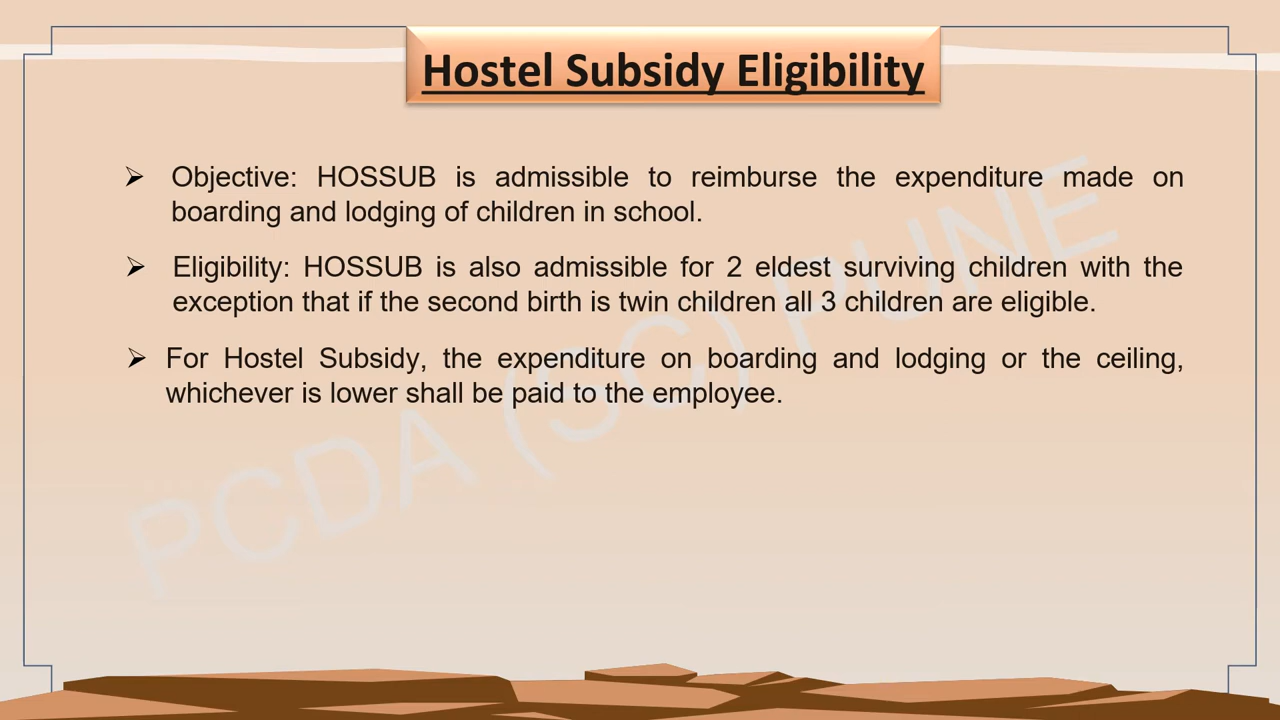 Hostel Subsidy Eligibility
➢ Objective: HOSSUB is admissible to reimburse the expenditure made on
boarding and lodging of children in school.
➢ Eligibility: HOSSUB is also admissible for 2 eldest surviving children with the
exception that if the second birth is twin children all 3 children are eligible.
➢ For Hostel Subsidy, the expenditure on boarding and lodging or the ceiling,
whichever is lower shall be paid to the employee.
PCDA (SC) PUNE